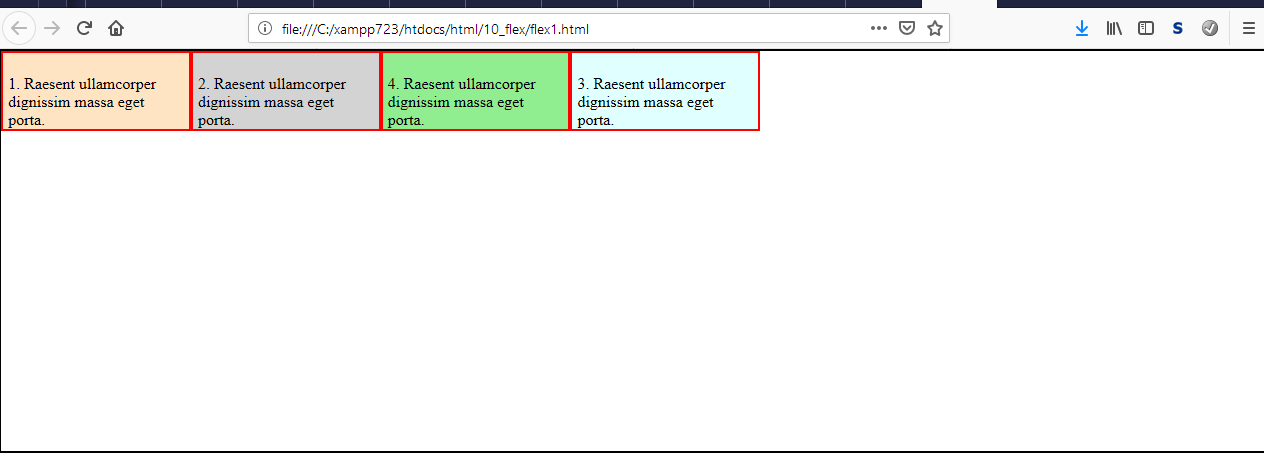 file:///C:/xampp723/htdocs/html/10_flex/flex1.html
S
1. Raesent ullamcorper
dignissim massa eget
porta.
2. Raesent ullamcorper
dignissim massa eget
porta.
4. Raesent ullamcorper
dignissim massa eget
porta.
3. Raesent ullamcorper
dignissim massa eget
porta.